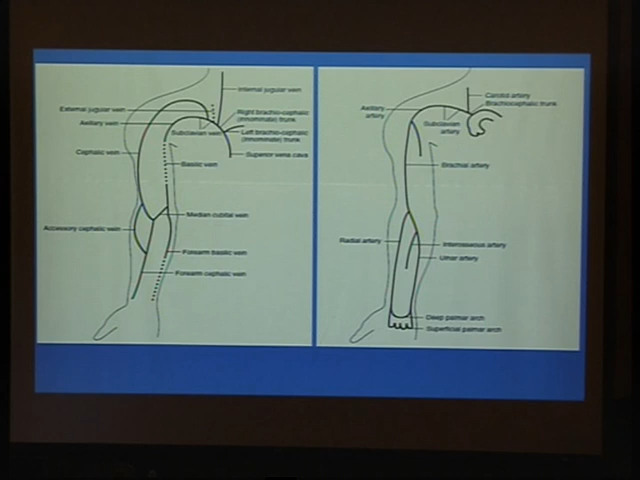 Internal jugular vein
External jugular vein
Right brachio-cephalic
(innominate) trunk
Axillary vein
Subclavian vein
Left brachio-cephalic
(innominate) trunk
Cephalic vein
Superior vena cava
Basilic vein
Median cubital vein
Accessory cephalic vein
Forearm basilic vein
Forearm cephalic vein
Carotid artery
Brachiocephalic trunk
Axillary
artery
Subclavian
artery
Brachial artery
Radial artery
Interosseous artery
Ulnar artery
Deep palmar arch
Superficial palmar arch